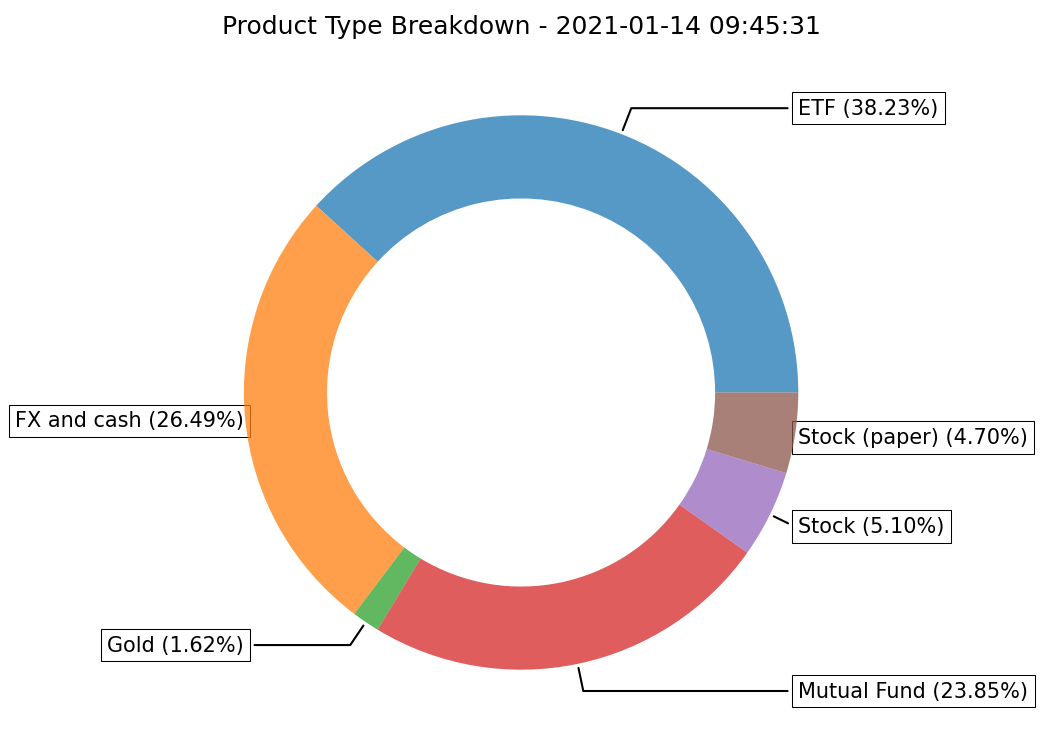 Product Type Breakdown - 2021-01-14 09:45:31
ETF (38.23%)
FX and cash (26.49%)
Stock (paper) (4.70%)
Stock (5.10%)
Gold (1.62%)
Mutual Fund (23.85%)